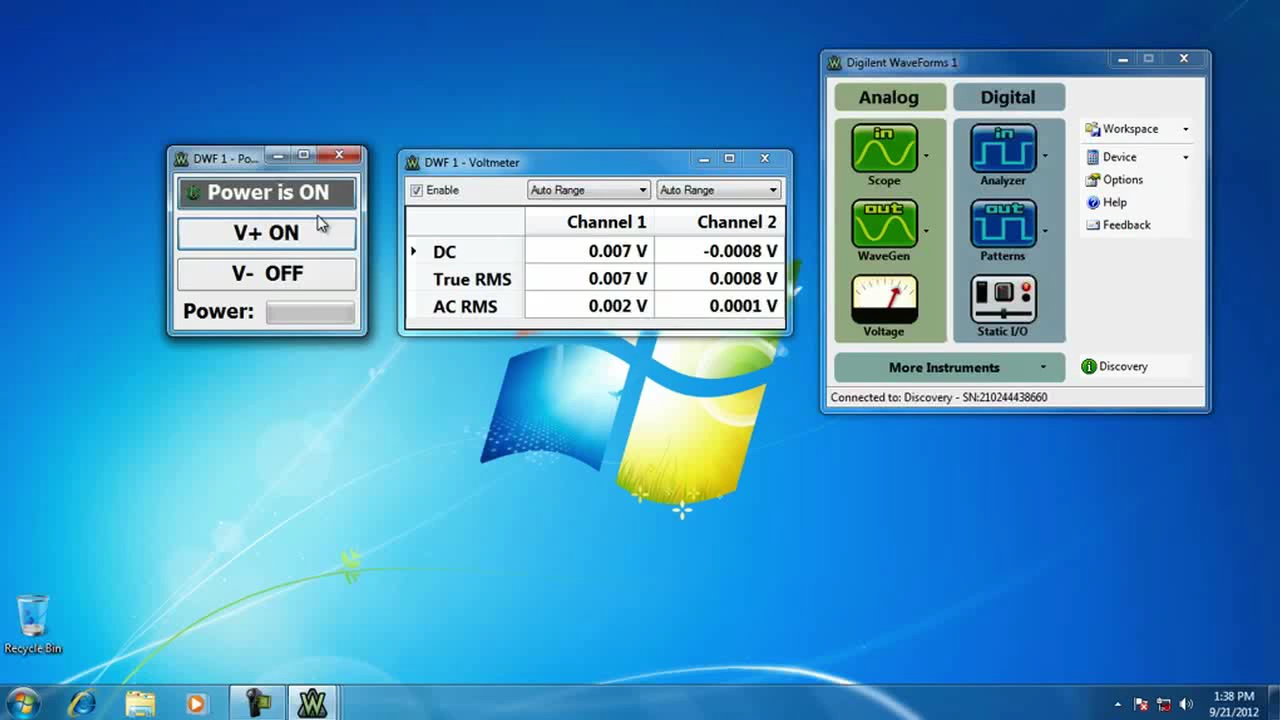 DWF 1 - Po...
Power is ON
V+ ON
V- OFF
Power:
DWF 1 - Voltmeter
Enable
Auto Range
Auto Range
Channel 1 Channel 2
DC 0.007 V -0.0008 V
True RMS 0.007 V 0.0008 V
AC RMS 0.002 V 0.0001 V
Digilent WaveForms 1
Analog Digital
in in
Scope Analyzer
out out
WaveGen Patterns
Voltage Static I/O
More Instruments
Workspace
Device
Options
Help
Feedback
Discovery
Connected to: Discovery - SN:210244438660
Recycle Bin
1:38 PM
9/21/2012